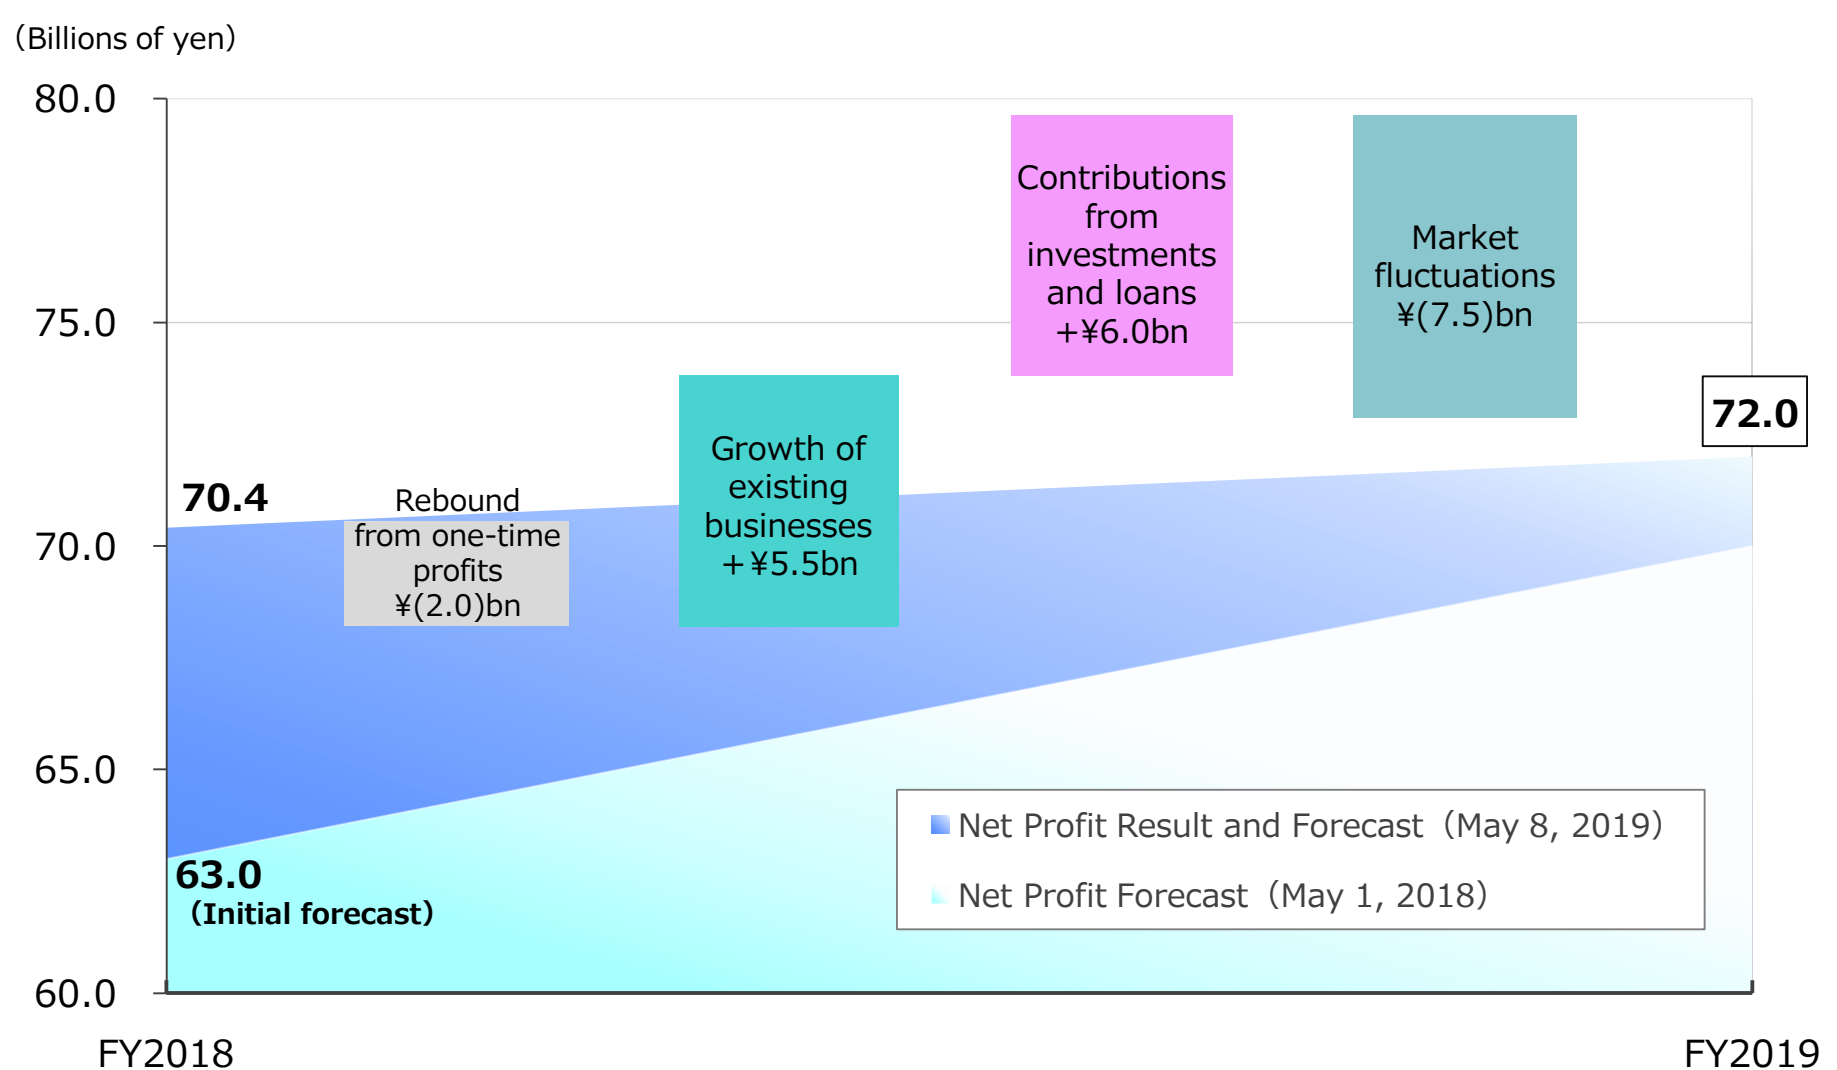 （Billions of yen）
80.0
75.0
70.0
65.0
60.0
FY2018
FY2019
70.4
63.0
（Initial forecast）
Rebound
from one-time
profits
¥(2.0)bn
Growth of
existing
businesses
+¥5.5bn
Contributions
from
investments
and loans
+¥6.0bn
Market
fluctuations
¥(7.5)bn
72.0
Net Profit Result and Forecast（May 8, 2019）
Net Profit Forecast（May 1, 2018）